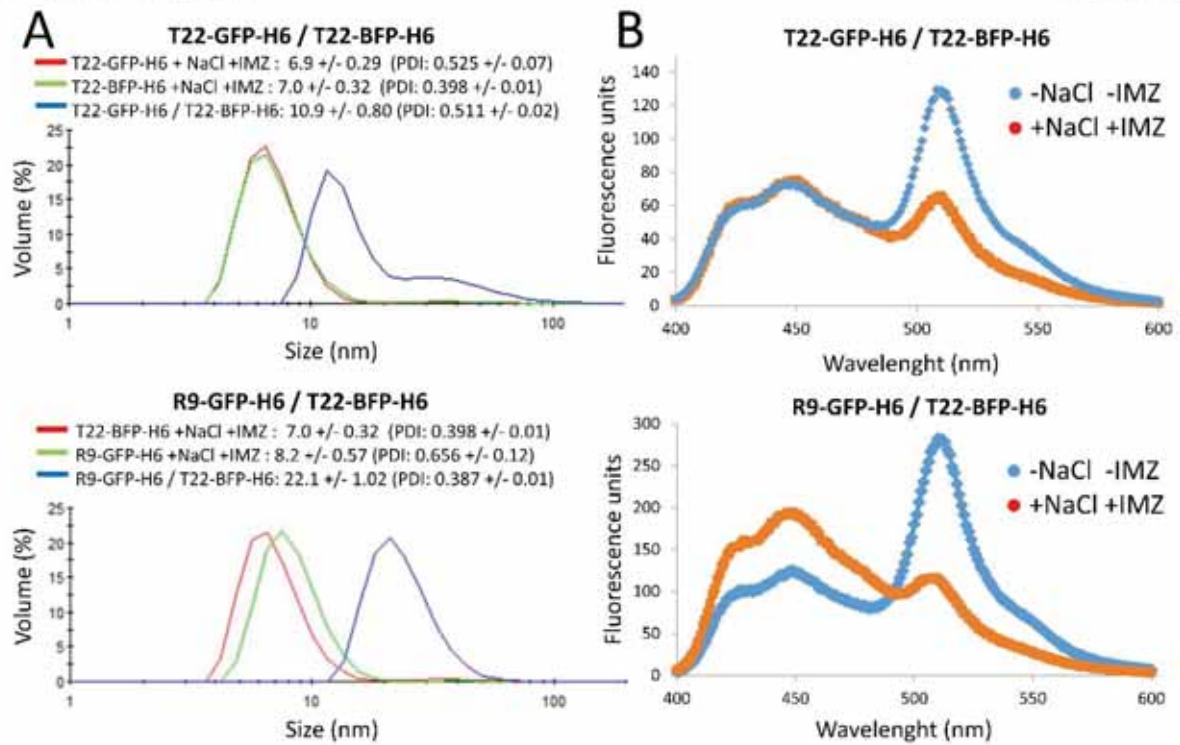 A
T22-GFP-H6 / T22-BFP-H6
T22-GFP-H6 + NaCl +IMZ : 6.9 +/- 0.29 (PDI: 0.525 +/- 0.07)
T22-BFP-H6 +NaCl +IMZ : 7.0 +/- 0.32 (PDI: 0.398 +/- 0.01)
T22-GFP-H6 / T22-BFP-H6: 10.9 +/- 0.80 (PDI: 0.511 +/- 0.02)
Volume (%)
25
20
15
10
5
0
1
10
100
Size (nm)
B
T22-GFP-H6 / T22-BFP-H6
-NaCl -IMZ
+NaCl +IMZ
Fluorescence units
140
120
100
80
60
40
20
0
400
450
500
550
600
Wavelenght (nm)
R9-GFP-H6 / T22-BFP-H6
T22-BFP-H6 +NaCl +IMZ : 7.0 +/- 0.32 (PDI: 0.398 +/- 0.01)
R9-GFP-H6 +NaCl +IMZ : 8.2 +/- 0.57 (PDI: 0.656 +/- 0.12)
R9-GFP-H6 / T22-BFP-H6: 22.1 +/- 1.02 (PDI: 0.387 +/- 0.01)
Volume (%)
25
20
15
10
5
0
1
10
100
Size (nm)
R9-GFP-H6 / T22-BFP-H6
-NaCl -IMZ
+NaCl +IMZ
Fluorescence units
300
250
200
150
100
50
0
400
450
500
550
600
Wavelenght (nm)